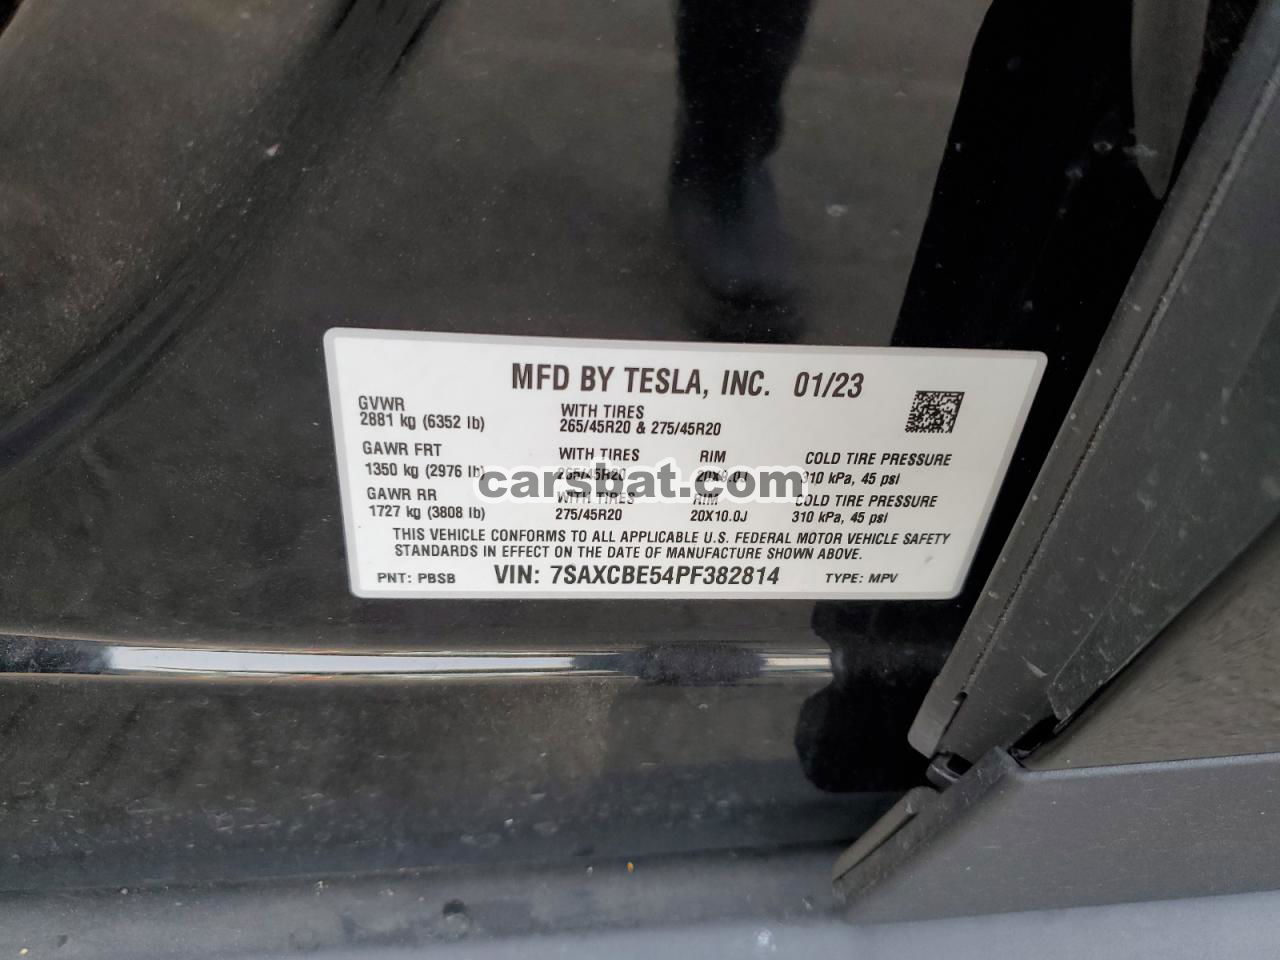 MFD BY TESLA, INC. 01/23
GVWR
2881 kg (6352 lb)
WITH TIRES
265/45R20 & 275/45R20
GAWR FRT
1350 kg (2976 lb)
WITH TIRES
265/45R20
RIM
20X9.0J
COLD TIRE PRESSURE
310 kPa, 45 psi
carsbat.com
GAWR RR
1727 kg (3808 lb)
WITH TIRES
275/45R20
RIM
20X10.0J
COLD TIRE PRESSURE
310 kPa, 45 psi
THIS VEHICLE CONFORMS TO ALL APPLICABLE U.S. FEDERAL MOTOR VEHICLE SAFETY
STANDARDS IN EFFECT ON THE DATE OF MANUFACTURE SHOWN ABOVE.
PNT: PBSB VIN: 7SAXCBE54PF382814 TYPE: MPV